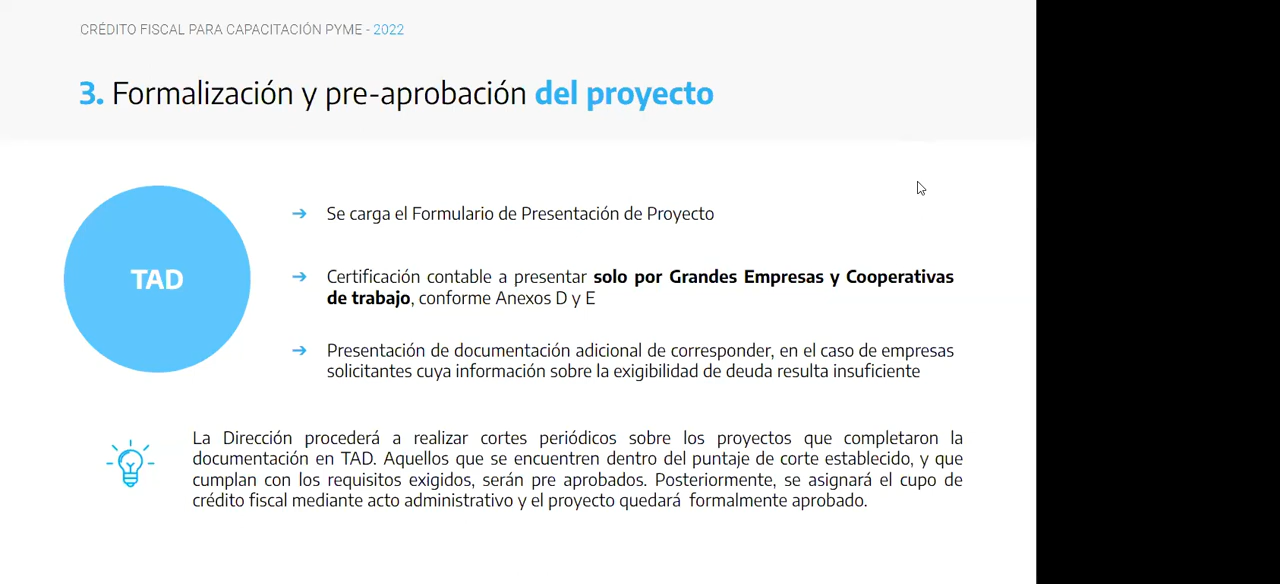 CRÉDITO FISCAL PARA CAPACITACIÓN PYME - 2022
3. Formalización y pre-aprobación del proyecto
TAD
→ Se carga el Formulario de Presentación de Proyecto
→ Certificación contable a presentar solo por Grandes Empresas y Cooperativas
de trabajo, conforme Anexos D y E
→ Presentación de documentación adicional de corresponder, en el caso de empresas
solicitantes cuya información sobre la exigibilidad de deuda resulta insuficiente
La Dirección procederá a realizar cortes periódicos sobre los proyectos que completaron la
documentación en TAD. Aquellos que se encuentren dentro del puntaje de corte establecido, y que
cumplan con los requisitos exigidos, serán pre aprobados. Posteriormente, se asignará el cupo de
crédito fiscal mediante acto administrativo y el proyecto quedará formalmente aprobado.